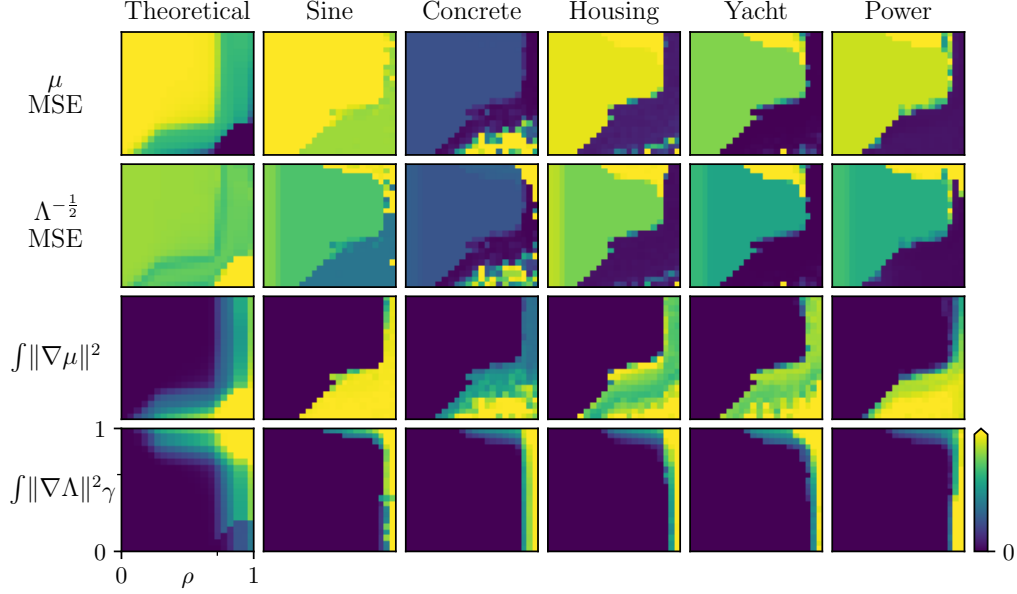 Theoretical Sine Concrete Housing Yacht Power
μ
MSE
Λ^{-1/2}
MSE
∫‖∇μ‖²
1
∫‖∇Λ‖²γ
0 0
0 ρ 1